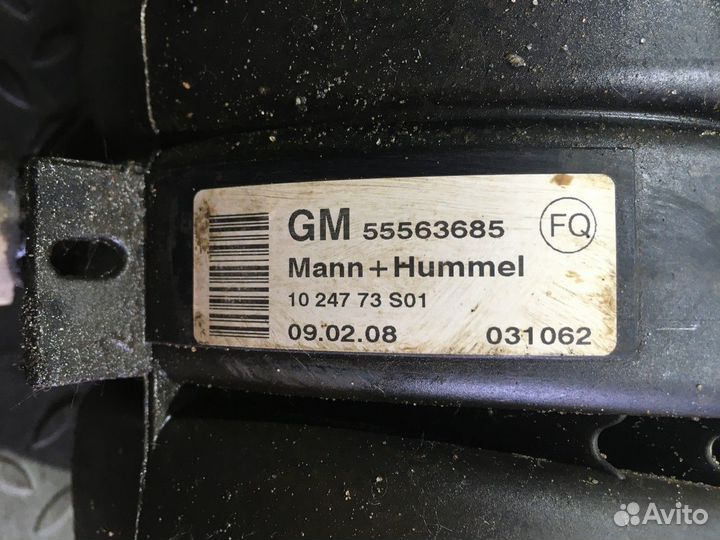 GM 55563685 FQ
Mann+Hummel
10 247 73 S01
09.02.08 031062
Avito